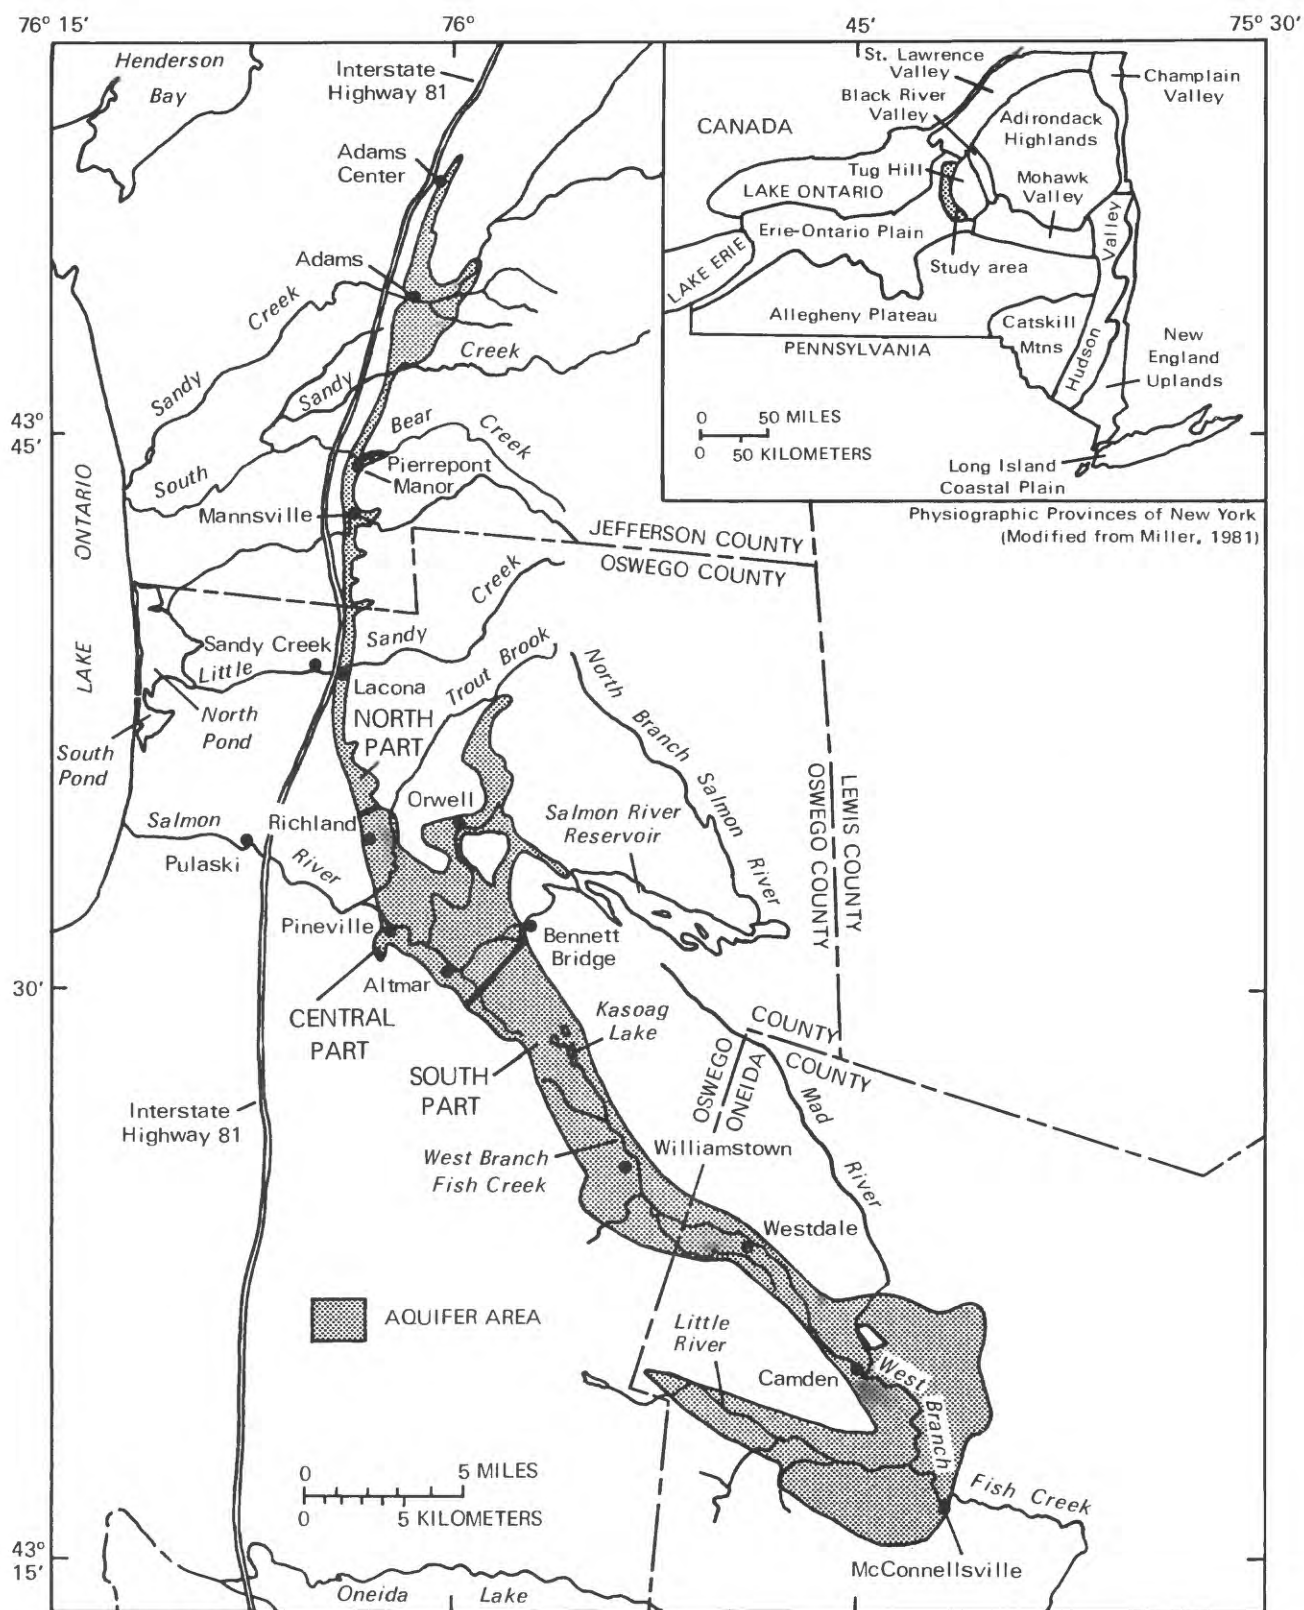 76° 15'
76°
45'
75° 30'
Henderson
Bay
Interstate
Highway 81
Adams
Center
Adams
Sandy Creek
Sandy Creek
South
43°
45'
Bear Creek
Pierrepont
Manor
Mannsville
LAKE ONTARIO
JEFFERSON COUNTY
OSWEGO COUNTY
Sandy Creek
Little Sandy Creek
Lacona
North
Pond
South
Pond
Trout Brook
NORTH
PART
North Branch Salmon River
LEWIS COUNTY
OSWEGO COUNTY
Orwell
Salmon River
Reservoir
Richland
Salmon River
Pulaski
Pineville
Bennett
Bridge
Altmar
30'
CENTRAL
PART
Kasoag
Lake
SOUTH
PART
OSWEGO COUNTY
ONEIDA COUNTY
Mad River
Interstate
Highway 81
Williamstown
West Branch
Fish Creek
Westdale
AQUIFER AREA
Little
River
Camden
West Branch
Fish Creek
0 5 MILES
0 5 KILOMETERS
43°
15'
McConnellsville
Oneida Lake
St. Lawrence
Valley
Black River
Valley
Champlain
Valley
CANADA
Adirondack
Highlands
Tug Hill
LAKE ONTARIO
Mohawk
Valley
Erie-Ontario Plain
LAKE ERIE
Study area
Hudson Valley
Allegheny Plateau
Catskill
Mtns
PENNSYLVANIA
New
England
Uplands
0 50 MILES
0 50 KILOMETERS
Long Island
Coastal Plain
Physiographic Provinces of New York
(Modified from Miller, 1981)